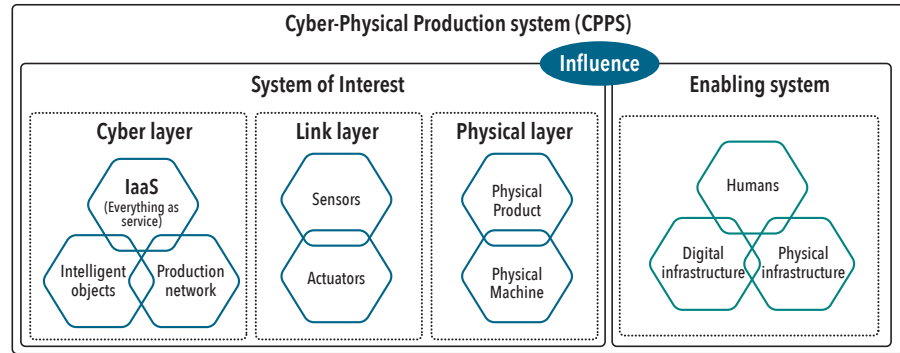 Cyber-Physical Production system (CPPS)
Influence
System of Interest
Enabling system
Cyber layer
Link layer
Physical layer
IaaS
(Everything as
service)
Intelligent
objects
Production
network
Sensors
Actuators
Physical
Product
Physical
Machine
Humans
Digital
infrastructure
Physical
infrastructure